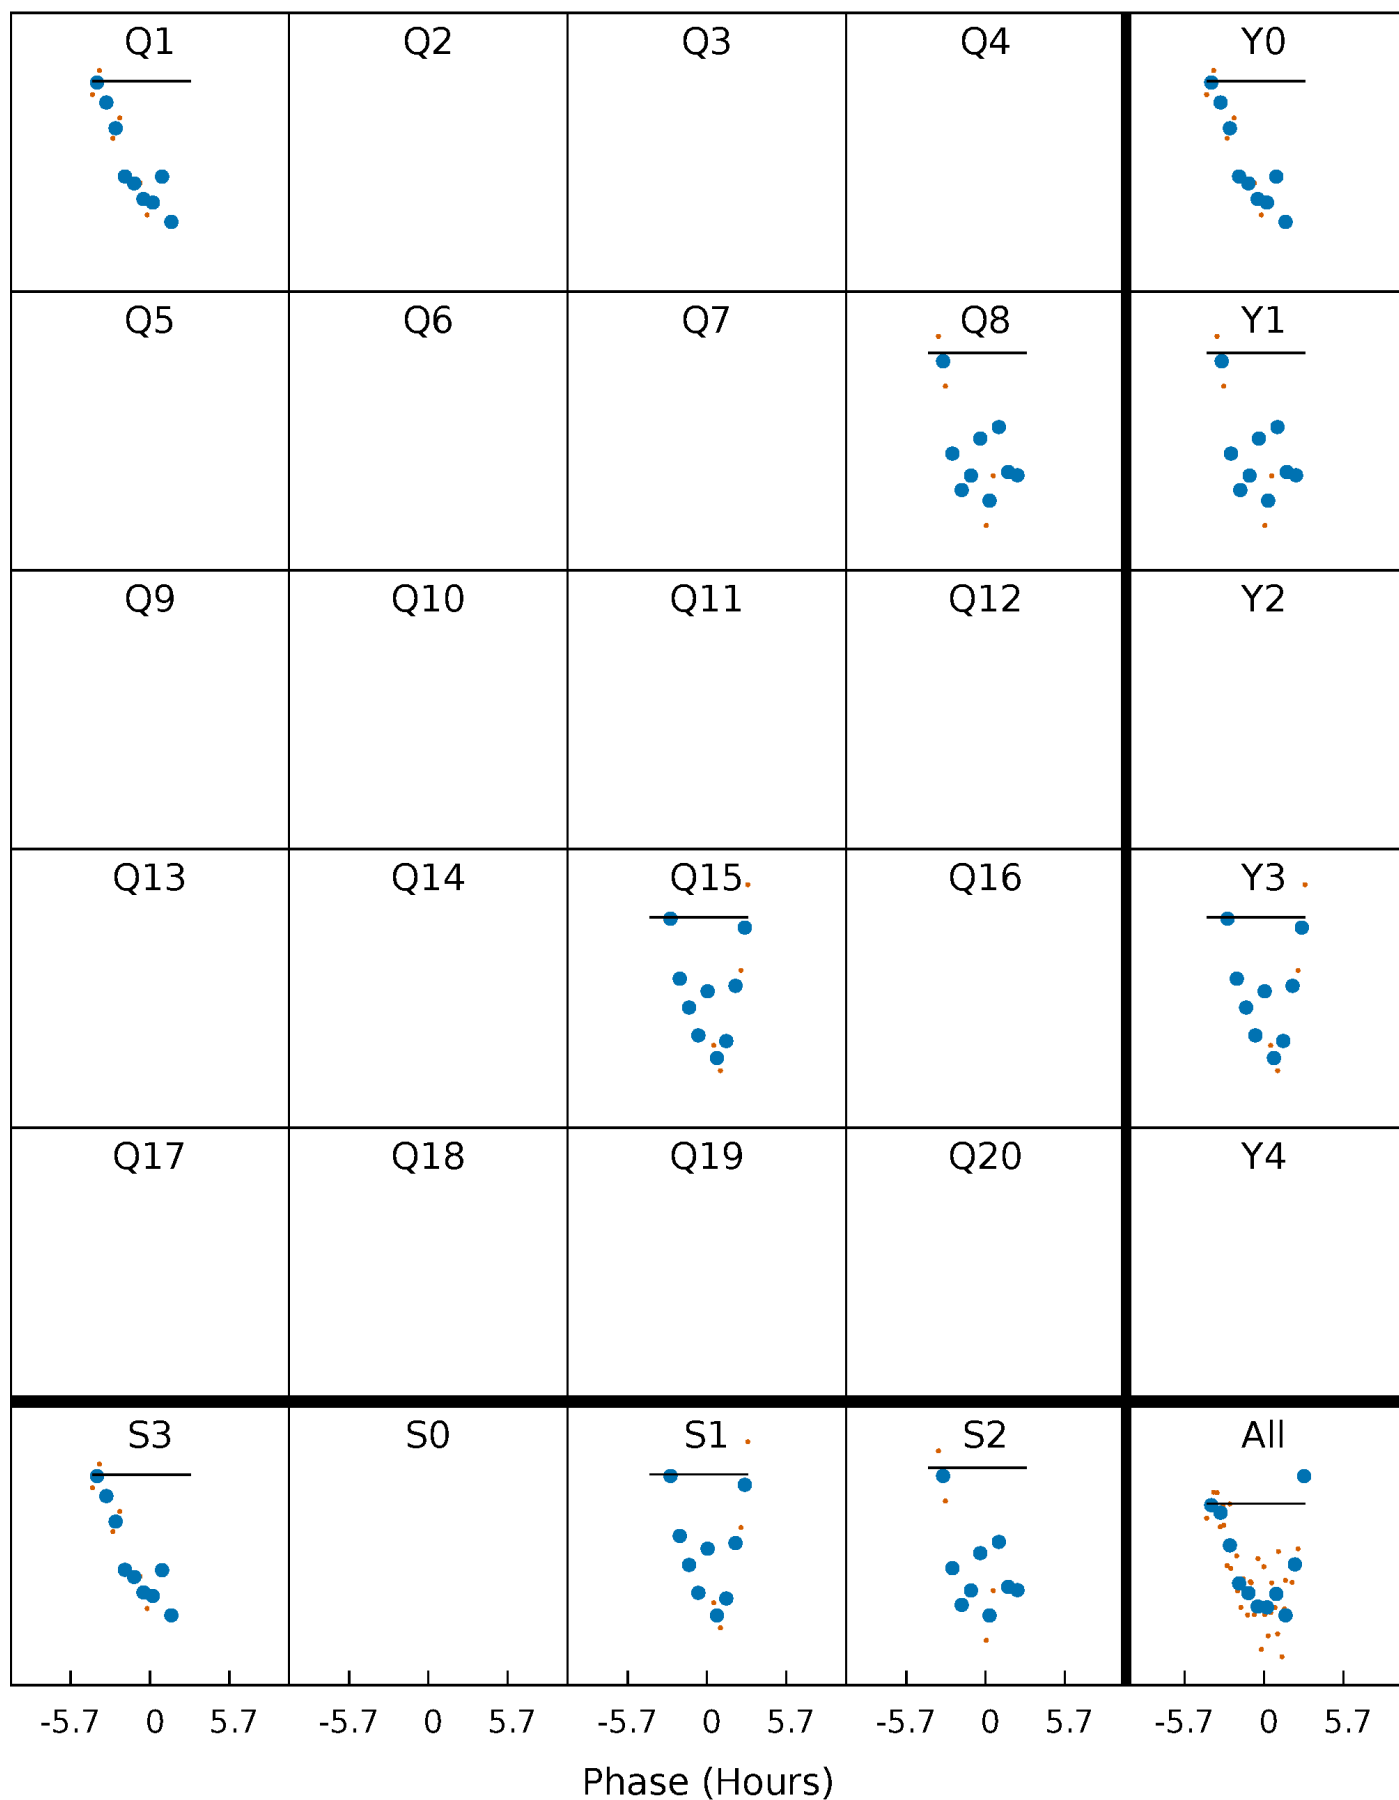 Q1 Q2 Q3 Q4 Y0
Q5 Q6 Q7 Q8 Y1
Q9 Q10 Q11 Q12 Y2
Q13 Q14 Q15 Q16 Y3
Q17 Q18 Q19 Q20 Y4
S3 S0 S1 S2 All
-5.7 0 5.7 -5.7 0 5.7 -5.7 0 5.7 -5.7 0 5.7 -5.7 0 5.7
Phase (Hours)